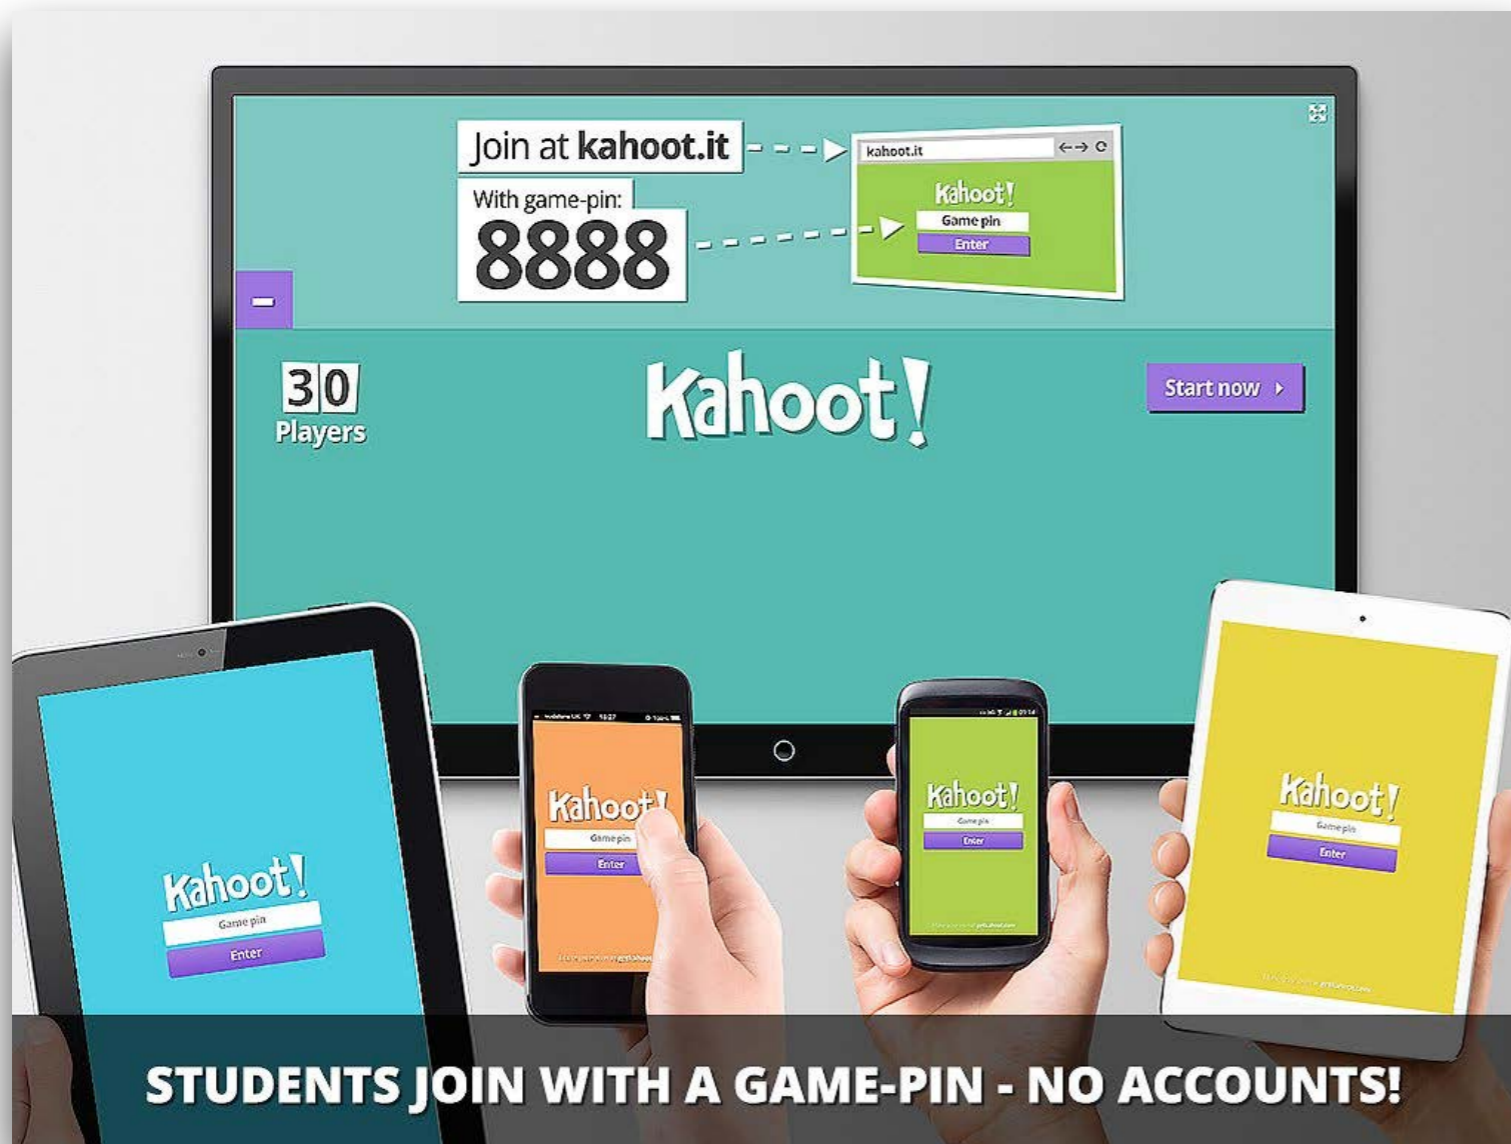 Join at kahoot.it
With game-pin:
8888
kahoot.it
Kahoot!
Game pin
Enter
30
Players
Kahoot!
Start now
Kahoot!
Game pin
Enter
Kahoot!
Game pin
Enter
Kahoot!
Game pin
Enter
Kahoot!
Game pin
Enter
STUDENTS JOIN WITH A GAME-PIN - NO ACCOUNTS!